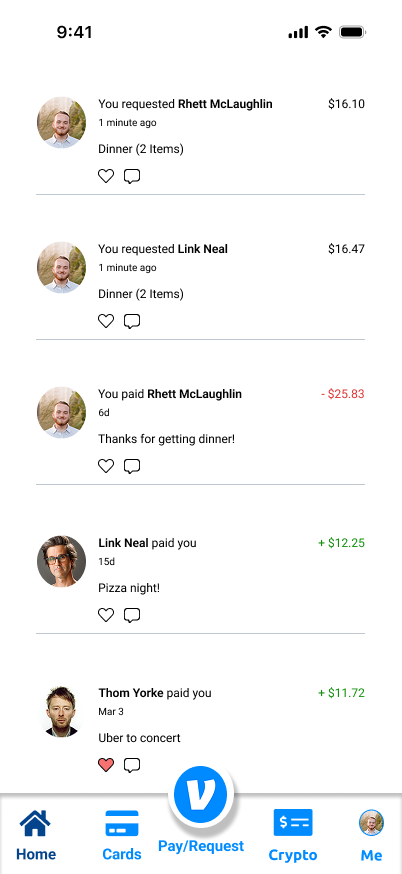 9:41
You requested Rhett McLaughlin $16.10
1 minute ago
Dinner (2 Items)
You requested Link Neal $16.47
1 minute ago
Dinner (2 Items)
You paid Rhett McLaughlin - $25.83
6d
Thanks for getting dinner!
Link Neal paid you + $12.25
15d
Pizza night!
Thom Yorke paid you + $11.72
Mar 3
Uber to concert
V
$
Home Cards Pay/Request Crypto Me